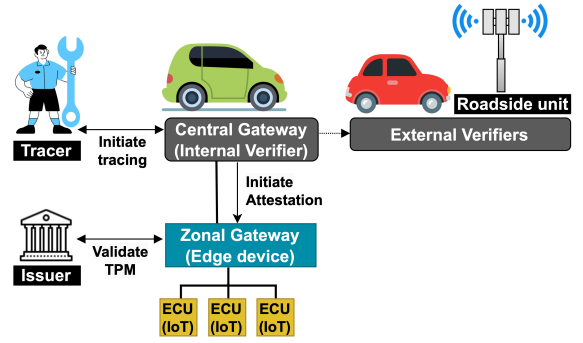 Roadside unit
Tracer
Initiate
tracing
Central Gateway
(Internal Verifier)
External Verifiers
Initiate
Attestation
Issuer
Validate
TPM
Zonal Gateway
(Edge device)
ECU
(IoT)
ECU
(IoT)
ECU
(IoT)